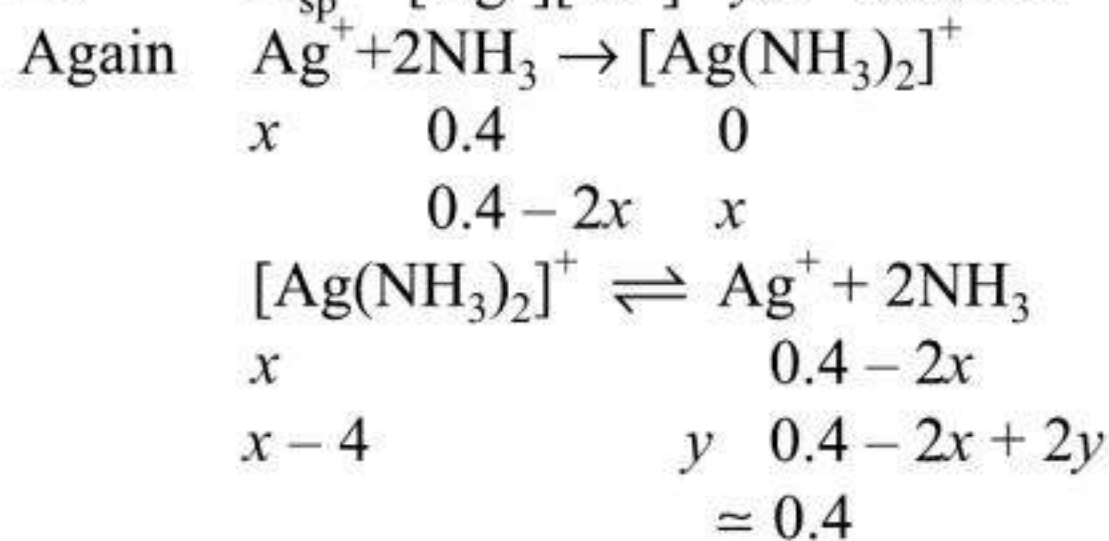 sp
Again Ag⁺+2NH₃ → [Ag(NH₃)₂]⁺
x 0.4 0
0.4 – 2x x
[Ag(NH₃)₂]⁺ ⇌ Ag⁺ + 2NH₃
x 0.4 – 2x
x – 4 y 0.4 – 2x + 2y
≃ 0.4